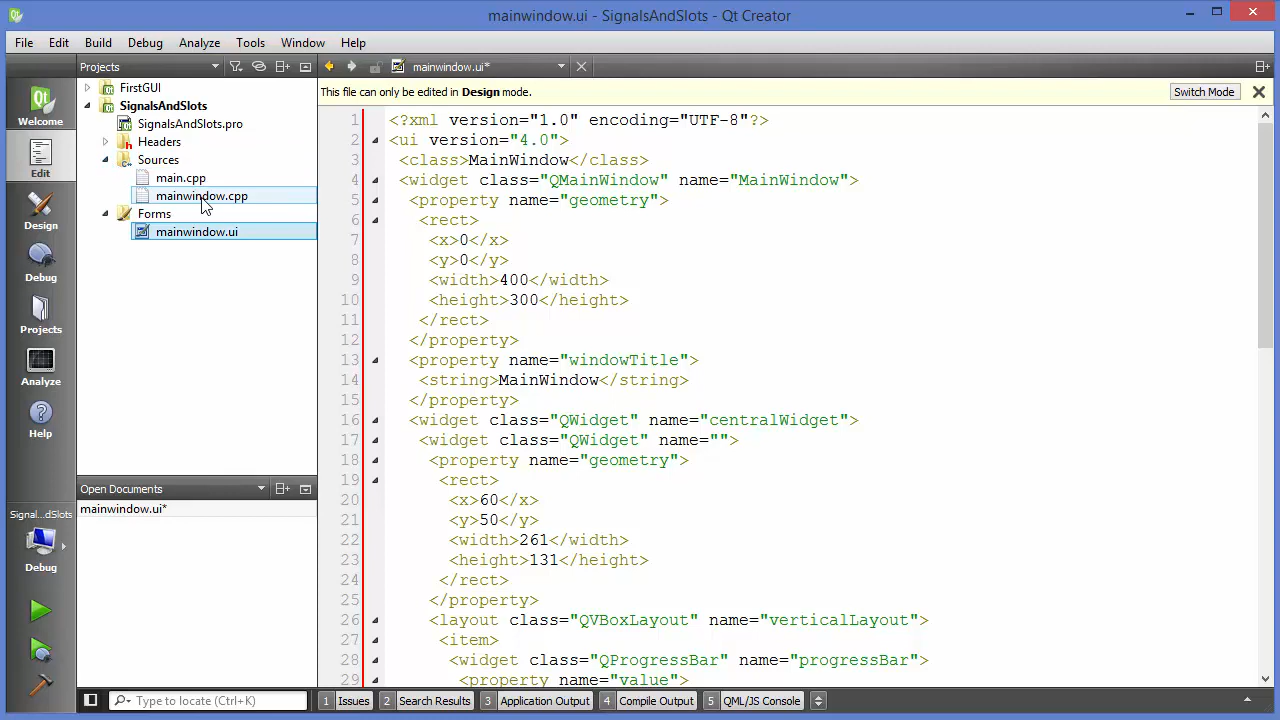 mainwindow.ui - SignalsAndSlots - Qt Creator
File Edit Build Debug Analyze Tools Window Help
Projects
mainwindow.ui*
This file can only be edited in Design mode.
Switch Mode
Qt
Welcome
Edit
Design
Debug
Projects
Analyze
Help
Signal...dSlots
Debug
FirstGUI
SignalsAndSlots
SignalsAndSlots.pro
Headers
Sources
main.cpp
mainwindow.cpp
Forms
mainwindow.ui
Open Documents
mainwindow.ui*
1 <?xml version="1.0" encoding="UTF-8"?>
2 <ui version="4.0">
3 <class>MainWindow</class>
4 <widget class="QMainWindow" name="MainWindow">
5 <property name="geometry">
6 <rect>
7 <x>0</x>
8 <y>0</y>
9 <width>400</width>
10 <height>300</height>
11 </rect>
12 </property>
13 <property name="windowTitle">
14 <string>MainWindow</string>
15 </property>
16 <widget class="QWidget" name="centralWidget">
17 <widget class="QWidget" name="">
18 <property name="geometry">
19 <rect>
20 <x>60</x>
21 <y>50</y>
22 <width>261</width>
23 <height>131</height>
24 </rect>
25 </property>
26 <layout class="QVBoxLayout" name="verticalLayout">
27 <item>
28 <widget class="QProgressBar" name="progressBar">
29 <property name="value">
Type to locate (Ctrl+K)
1 Issues 2 Search Results 3 Application Output 4 Compile Output 5 QML/JS Console